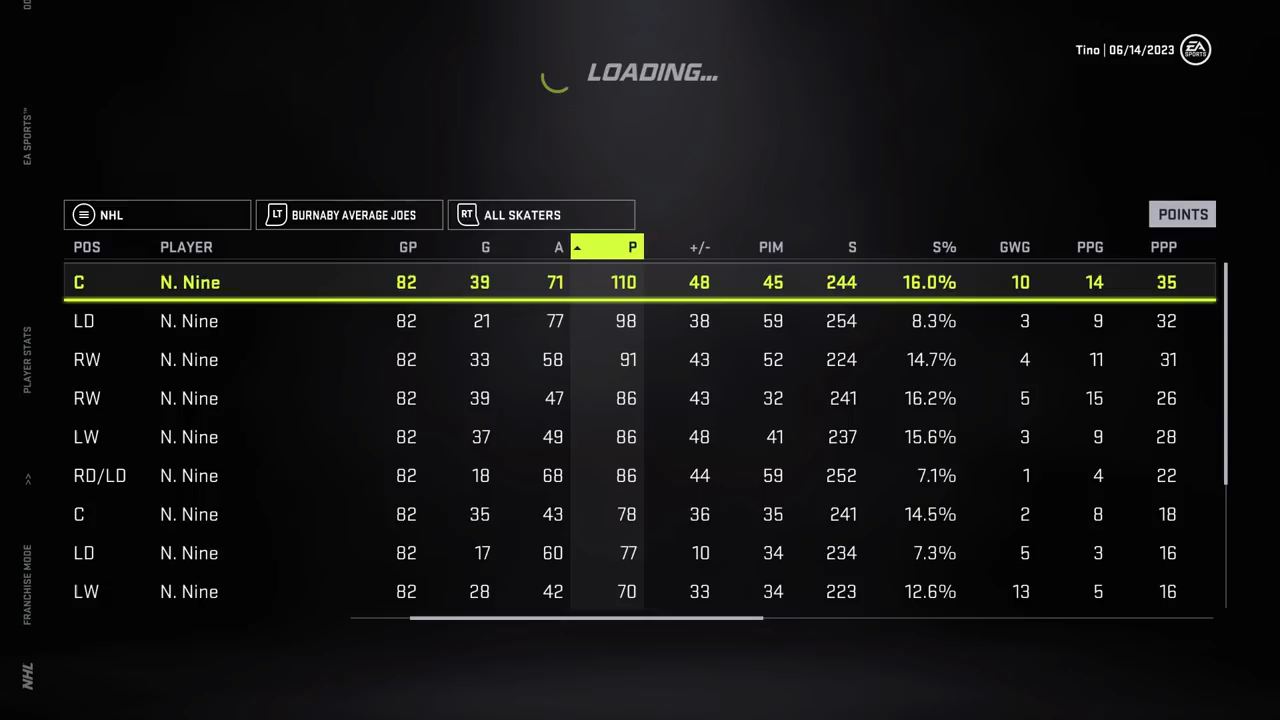 Tino | 06/14/2023 EA SPORTS
LOADING...
NHL BURNABY AVERAGE JOES ALL SKATERS POINTS
LT RT
POS PLAYER GP G A P +/- PIM S S% GWG PPG PPP
C N. Nine 82 39 71 110 48 45 244 16.0% 10 14 35
LD N. Nine 82 21 77 98 38 59 254 8.3% 3 9 32
RW N. Nine 82 33 58 91 43 52 224 14.7% 4 11 31
RW N. Nine 82 39 47 86 43 32 241 16.2% 5 15 26
LW N. Nine 82 37 49 86 48 41 237 15.6% 3 9 28
RD/LD N. Nine 82 18 68 86 44 59 252 7.1% 1 4 22
C N. Nine 82 35 43 78 36 35 241 14.5% 2 8 18
LD N. Nine 82 17 60 77 10 34 234 7.3% 5 3 16
LW N. Nine 82 28 42 70 33 34 223 12.6% 13 5 16
NHL FRANCHISE MODE >> PLAYER STATS EA SPORTS™